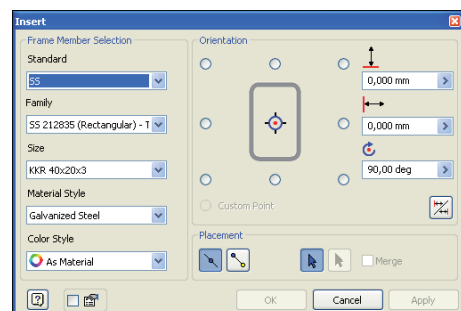 Insert
Frame Member Selection
Standard
SS
Family
SS 212835 (Rectangular) - T
Size
KKR 40x20x3
Material Style
Galvanized Steel
Color Style
As Material
Orientation
0,000 mm
0,000 mm
90,00 deg
Custom Point
Placement
Merge
OK
Cancel
Apply